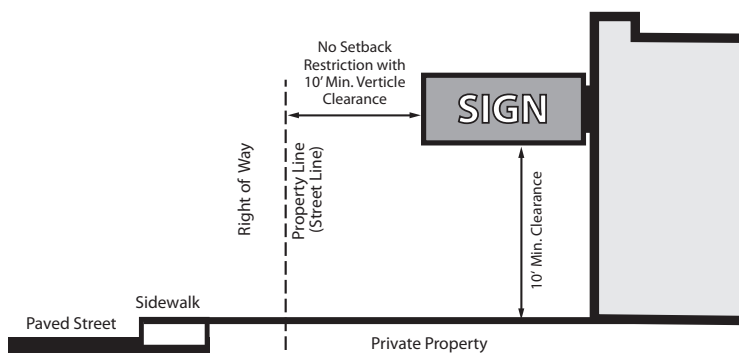 No Setback
Restriction with
10' Min. Verticle
Clearance
SIGN
Right of Way
Property Line
(Street Line)
10' Min. Clearance
Sidewalk
Paved Street
Private Property